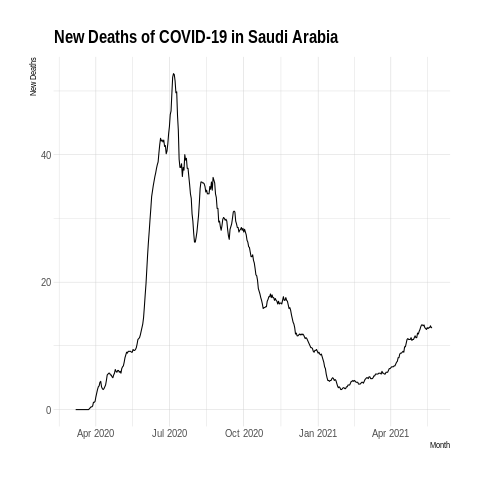 New Deaths of COVID-19 in Saudi Arabia
New Deaths
40
20
0
Apr 2020 Jul 2020 Oct 2020 Jan 2021 Apr 2021
Month